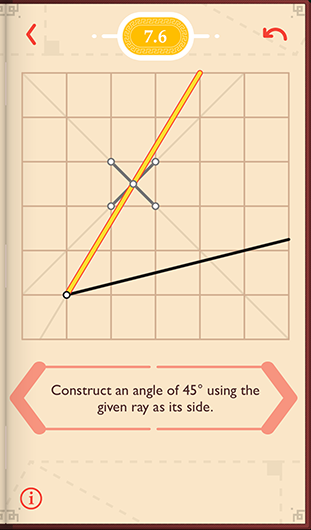 7.6
Construct an angle of 45° using the
given ray as its side.
i